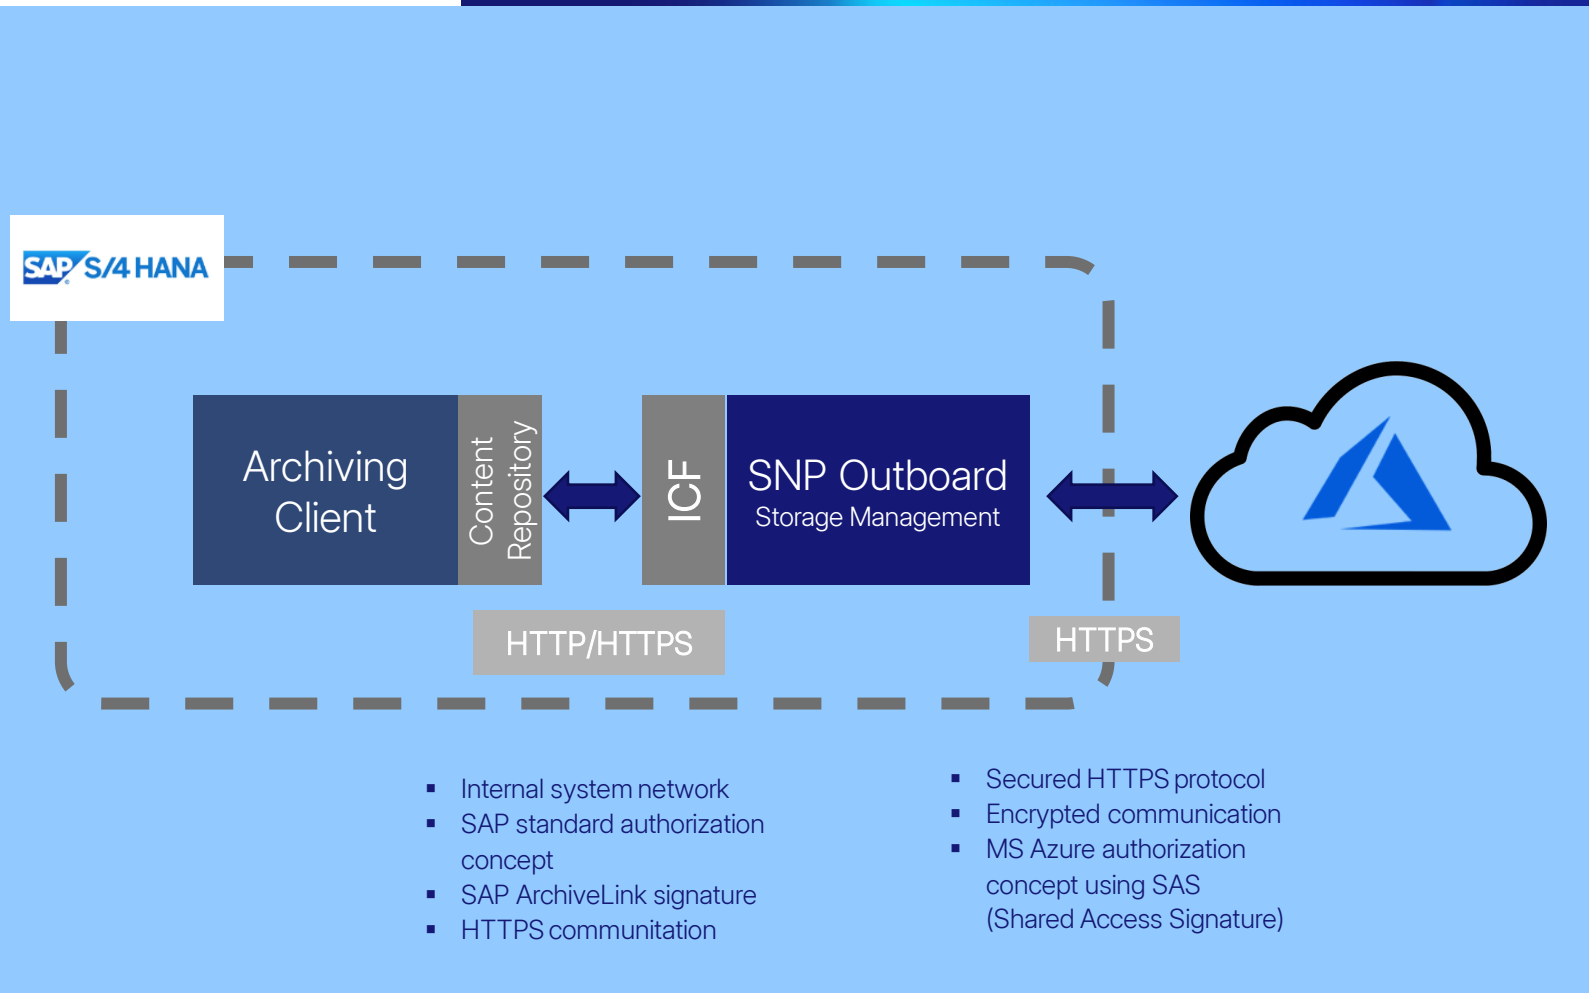 SAP S/4 HANA
Archiving
Client
Content
Repository
ICF
SNP Outboard
Storage Management
HTTP/HTTPS
HTTPS
▪ Internal system network
▪ SAP standard authorization
concept
▪ SAP ArchiveLink signature
▪ HTTPS communitation
▪ Secured HTTPS protocol
▪ Encrypted communication
▪ MS Azure authorization
concept using SAS
(Shared Access Signature)